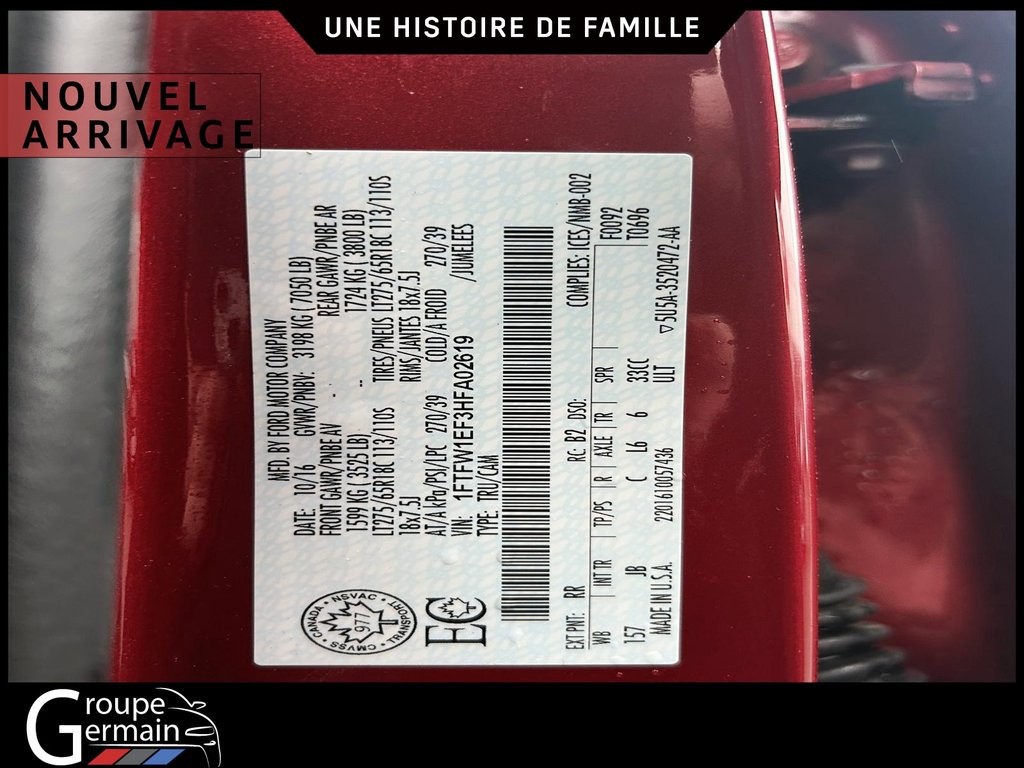 UNE HISTOIRE DE FAMILLE
NOUVEL
ARRIVAGE
MFD. BY FORD MOTOR COMPANY
DATE: 10/16 GVWR/PNBV: 3198 KG ( 7050 LB)
FRONT GAWR/PNBE AV REAR GAWR/PNBE AR
1599 KG ( 3525 LB) -- 1724 KG ( 3800 LB)
LT275/65R18C 113/110S TIRES/PNEUS LT275/65R18C 113/110S
18x7.5J RIMS/JANTES 18x7.5J
AT/A kPa/PSI/LPC 270/39 COLD/A FROID 270/39
VIN: 1FTFW1EF3HFA02619 /JUMELES
TYPE: TRU/CAM
CANADA • NSVAC • TRANSPORT • CMVSS
977
EC
COMPLIES: ICES/NMB-002
EXT PNT: RR RC: B2 DSO: F0092
WB INT TR TP/PS R AXLE TR SPR T0696
157 JB C L6 6 33CC
ULT
MADE IN U.S.A. 2201610057436 ▽5U5A-3520472-AA
Groupe
Germain